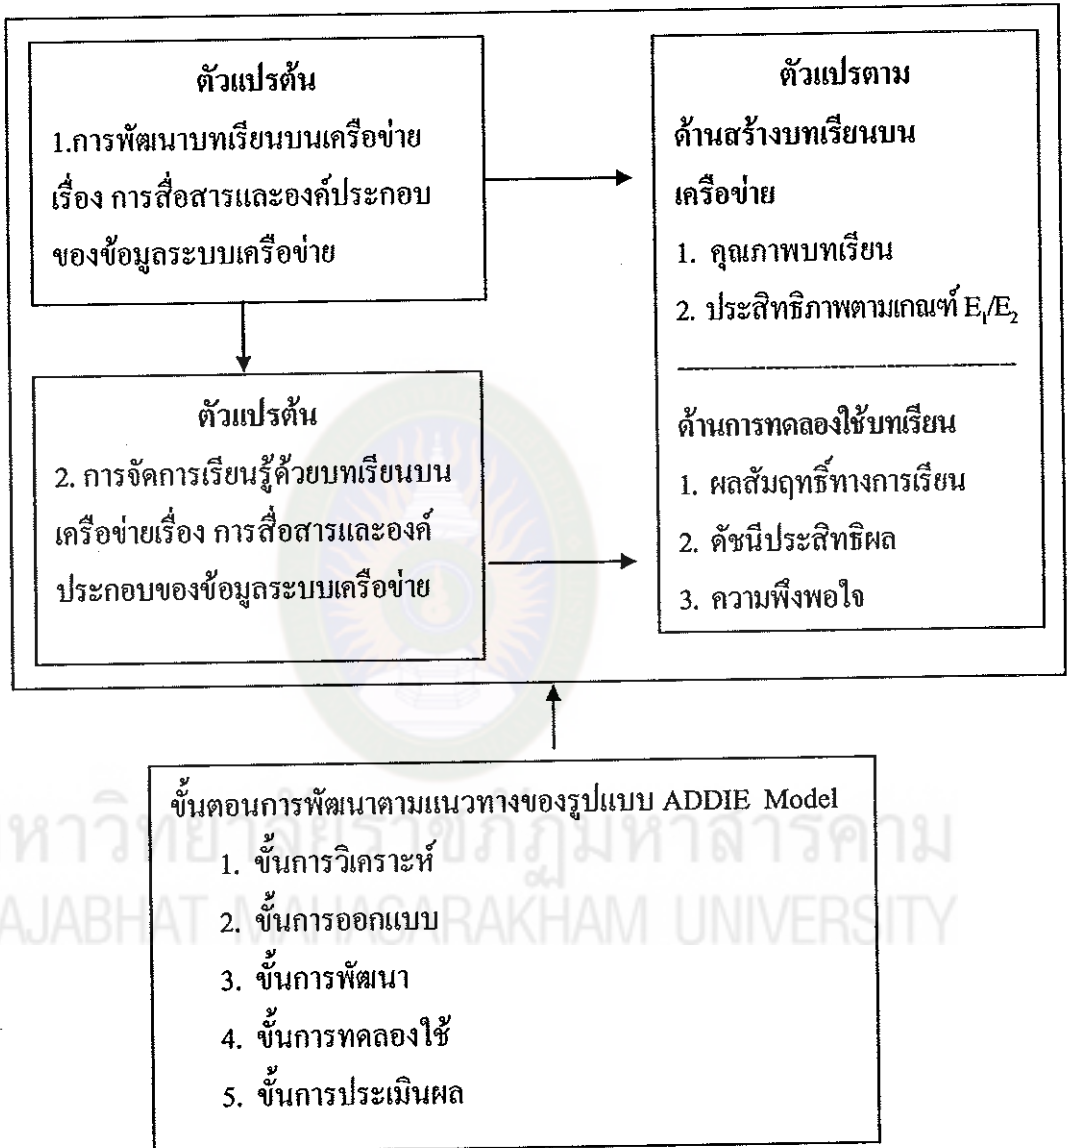 ตัวแปรต้น
1.การพัฒนาบทเรียนบนเครือข่าย
เรื่อง การสื่อสารและองค์ประกอบ
ของข้อมูลระบบเครือข่าย
ตัวแปรต้น
2. การจัดการเรียนรู้ด้วยบทเรียนบน
เครือข่ายเรื่อง การสื่อสารและองค์
ประกอบของข้อมูลระบบเครือข่าย
ตัวแปรตาม
ด้านสร้างบทเรียนบน
เครือข่าย
1. คุณภาพบทเรียน
2. ประสิทธิภาพตามเกณฑ์ E₁/E₂
ด้านการทดลองใช้บทเรียน
1. ผลสัมฤทธิ์ทางการเรียน
2. ดัชนีประสิทธิผล
3. ความพึงพอใจ
ขั้นตอนการพัฒนาตามแนวทางของรูปแบบ ADDIE Model
1. ขั้นการวิเคราะห์
2. ขั้นการออกแบบ
3. ขั้นการพัฒนา
4. ขั้นการทดลองใช้
5. ขั้นการประเมินผล
หาวิทยาลัยราชภัฏมหาสารคาม
AJABHAT MAHASARAKHAM UNIVERSITY